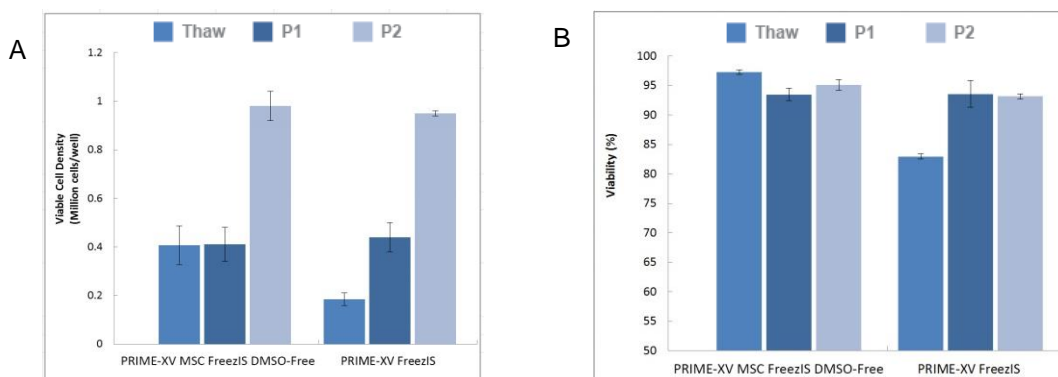 A
Thaw P1 P2
Viable Cell Density
(Million cells/well)
1.2
1
0.8
0.6
0.4
0.2
0
PRIME-XV MSC FreezIS DMSO-Free PRIME-XV FreezIS
B
Thaw P1 P2
Viability (%)
100
95
90
85
80
75
70
65
60
55
50
PRIME-XV MSC FreezIS DMSO-Free PRIME-XV FreezIS